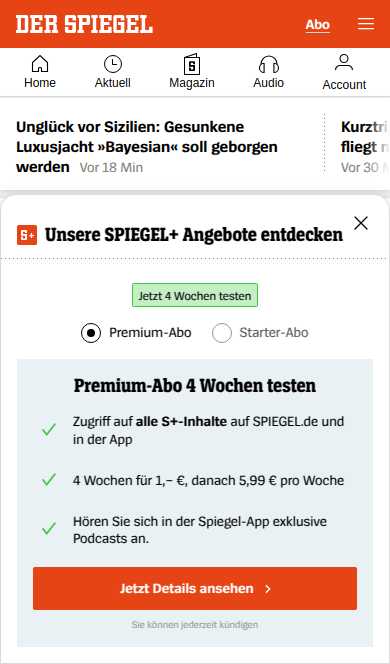 DER SPIEGEL
Abo
Home
Aktuell
Magazin
Audio
Account
Unglück vor Sizilien: Gesunkene
Luxusjacht »Bayesian« soll geborgen
werden Vor 18 Min
fliegt
Vor 30
S+ Unsere SPIEGEL+ Angebote entdecken
Jetzt 4 Wochen testen
Premium-Abo
Starter-Abo
Premium-Abo 4 Wochen testen
Zugriff auf alle S+-Inhalte auf SPIEGEL.de und
in der App
4 Wochen für 1,– €, danach 5,99 € pro Woche
Hören Sie sich in der Spiegel-App exklusive
Podcasts an.
Jetzt Details ansehen
Sie können jederzeit kündigen